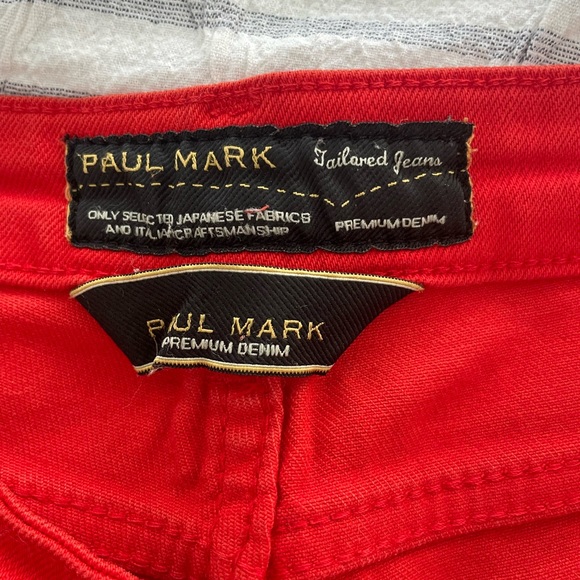 PAUL MARK Tailored Jeans
ONLY SELECTED JAPANESE FABRICS
AND ITALIAN CRAFTSMANSHIP
PREMIUM DENIM
PAUL MARK
PREMIUM DENIM